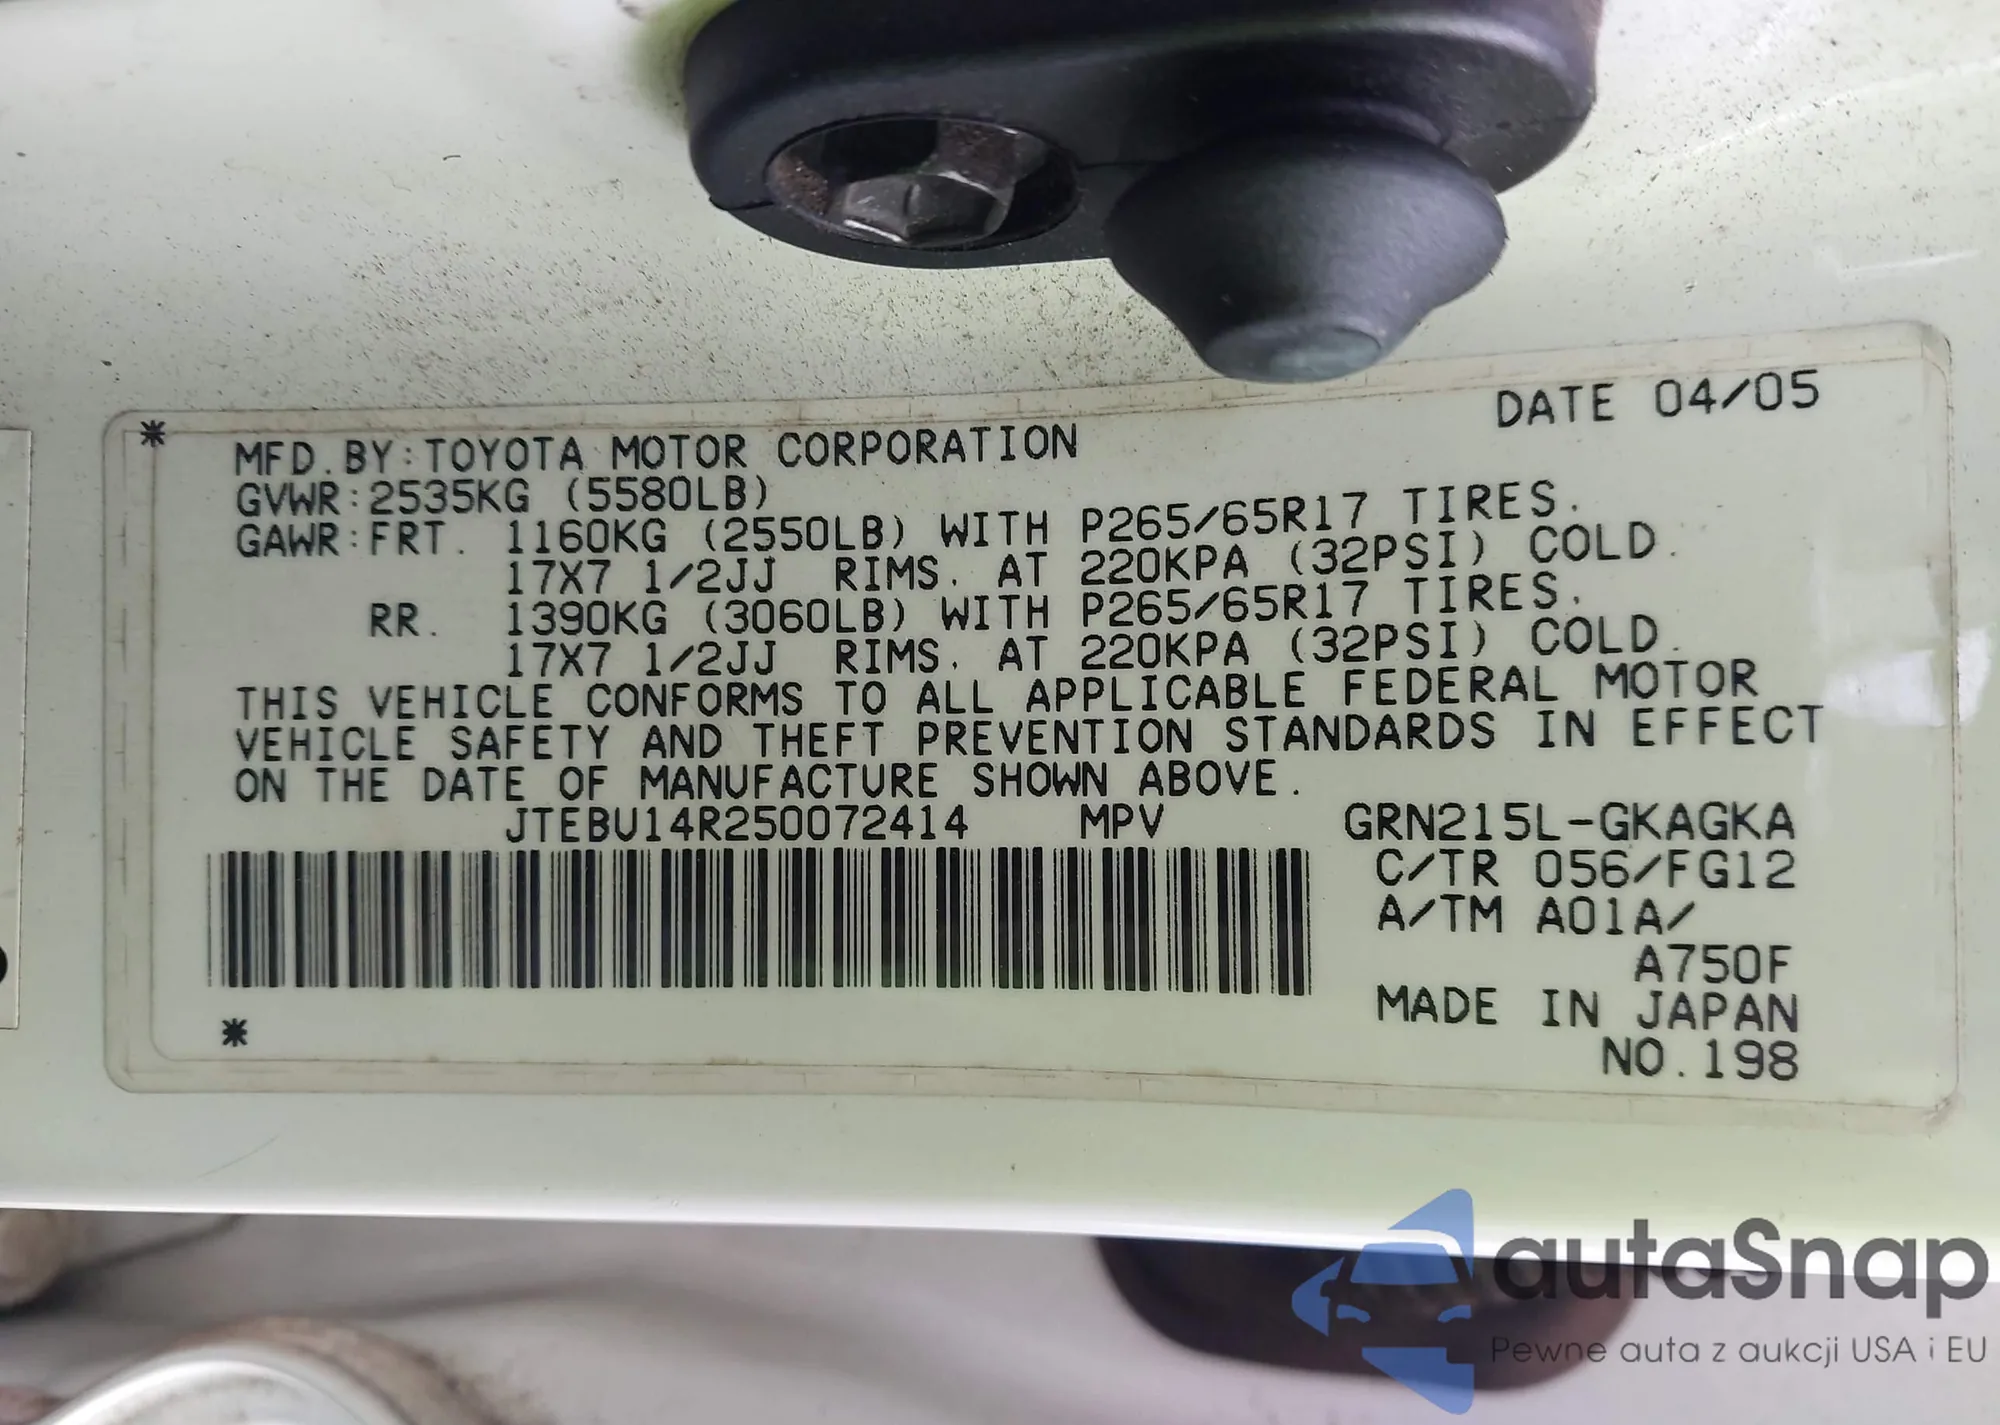 DATE 04/05
* MFD.BY:TOYOTA MOTOR CORPORATION
GVWR:2535KG (5580LB)
GAWR:FRT. 1160KG (2550LB) WITH P265/65R17 TIRES.
17X7 1/2JJ RIMS. AT 220KPA (32PSI) COLD.
RR. 1390KG (3060LB) WITH P265/65R17 TIRES.
17X7 1/2JJ RIMS. AT 220KPA (32PSI) COLD.
THIS VEHICLE CONFORMS TO ALL APPLICABLE FEDERAL MOTOR
VEHICLE SAFETY AND THEFT PREVENTION STANDARDS IN EFFECT
ON THE DATE OF MANUFACTURE SHOWN ABOVE.
JTEBU14R250072414 MPV GRN215L-GKAGKA
C/TR 056/FG12
A/TM A01A/
A750F
MADE IN JAPAN
* NO.198
autaSnap
Pewne auta z aukcji USA i EU